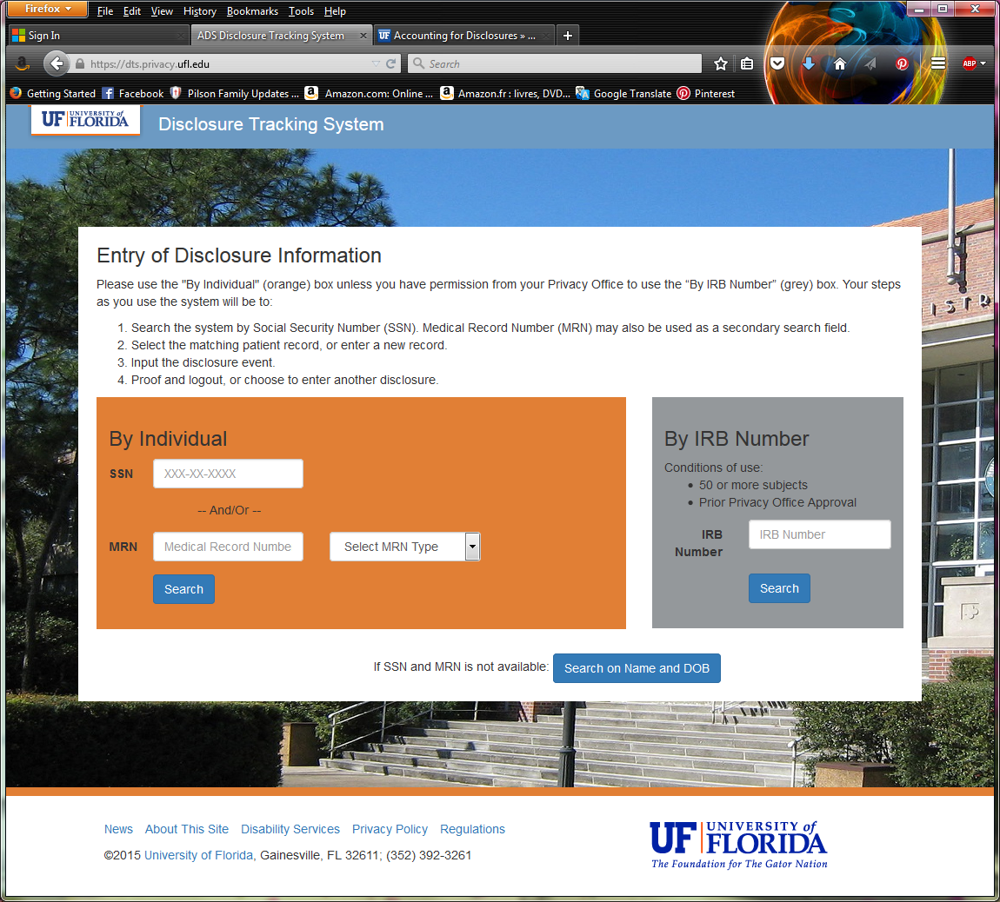 Firefox
File Edit View History Bookmarks Tools Help
Sign In
ADS Disclosure Tracking System
UF Accounting for Disclosures » ...
https://dts.privacy.ufl.edu
Search
ABP
Getting Started Facebook Pilson Family Updates ... Amazon.com: Online ... Amazon.fr : livres, DVD... Google Translate Pinterest
UF UNIVERSITY of FLORIDA
Disclosure Tracking System
ISTR
Entry of Disclosure Information
Please use the "By Individual" (orange) box unless you have permission from your Privacy Office to use the “By IRB Number” (grey) box. Your steps
as you use the system will be to:
1. Search the system by Social Security Number (SSN). Medical Record Number (MRN) may also be used as a secondary search field.
2. Select the matching patient record, or enter a new record.
3. Input the disclosure event.
4. Proof and logout, or choose to enter another disclosure.
By Individual
SSN XXX-XX-XXXX
-- And/Or --
MRN Medical Record Numbe Select MRN Type
Search
By IRB Number
Conditions of use:
• 50 or more subjects
• Prior Privacy Office Approval
IRB Number IRB Number
Search
If SSN and MRN is not available: Search on Name and DOB
News About This Site Disability Services Privacy Policy Regulations
©2015 University of Florida, Gainesville, FL 32611; (352) 392-3261
UF UNIVERSITY of FLORIDA
The Foundation for The Gator Nation